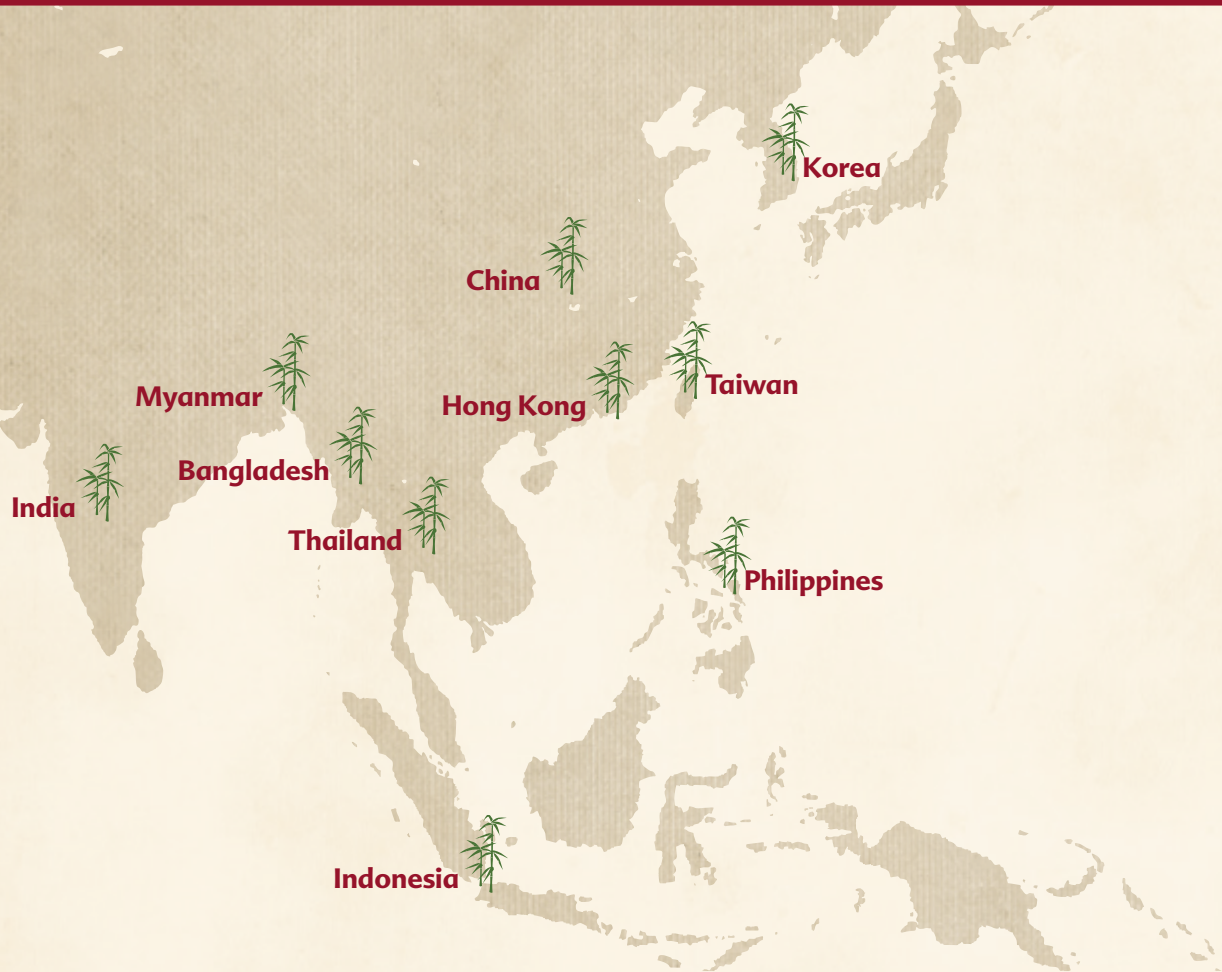 Korea
China
Taiwan
Myanmar
Hong Kong
Bangladesh
India
Thailand
Philippines
Indonesia